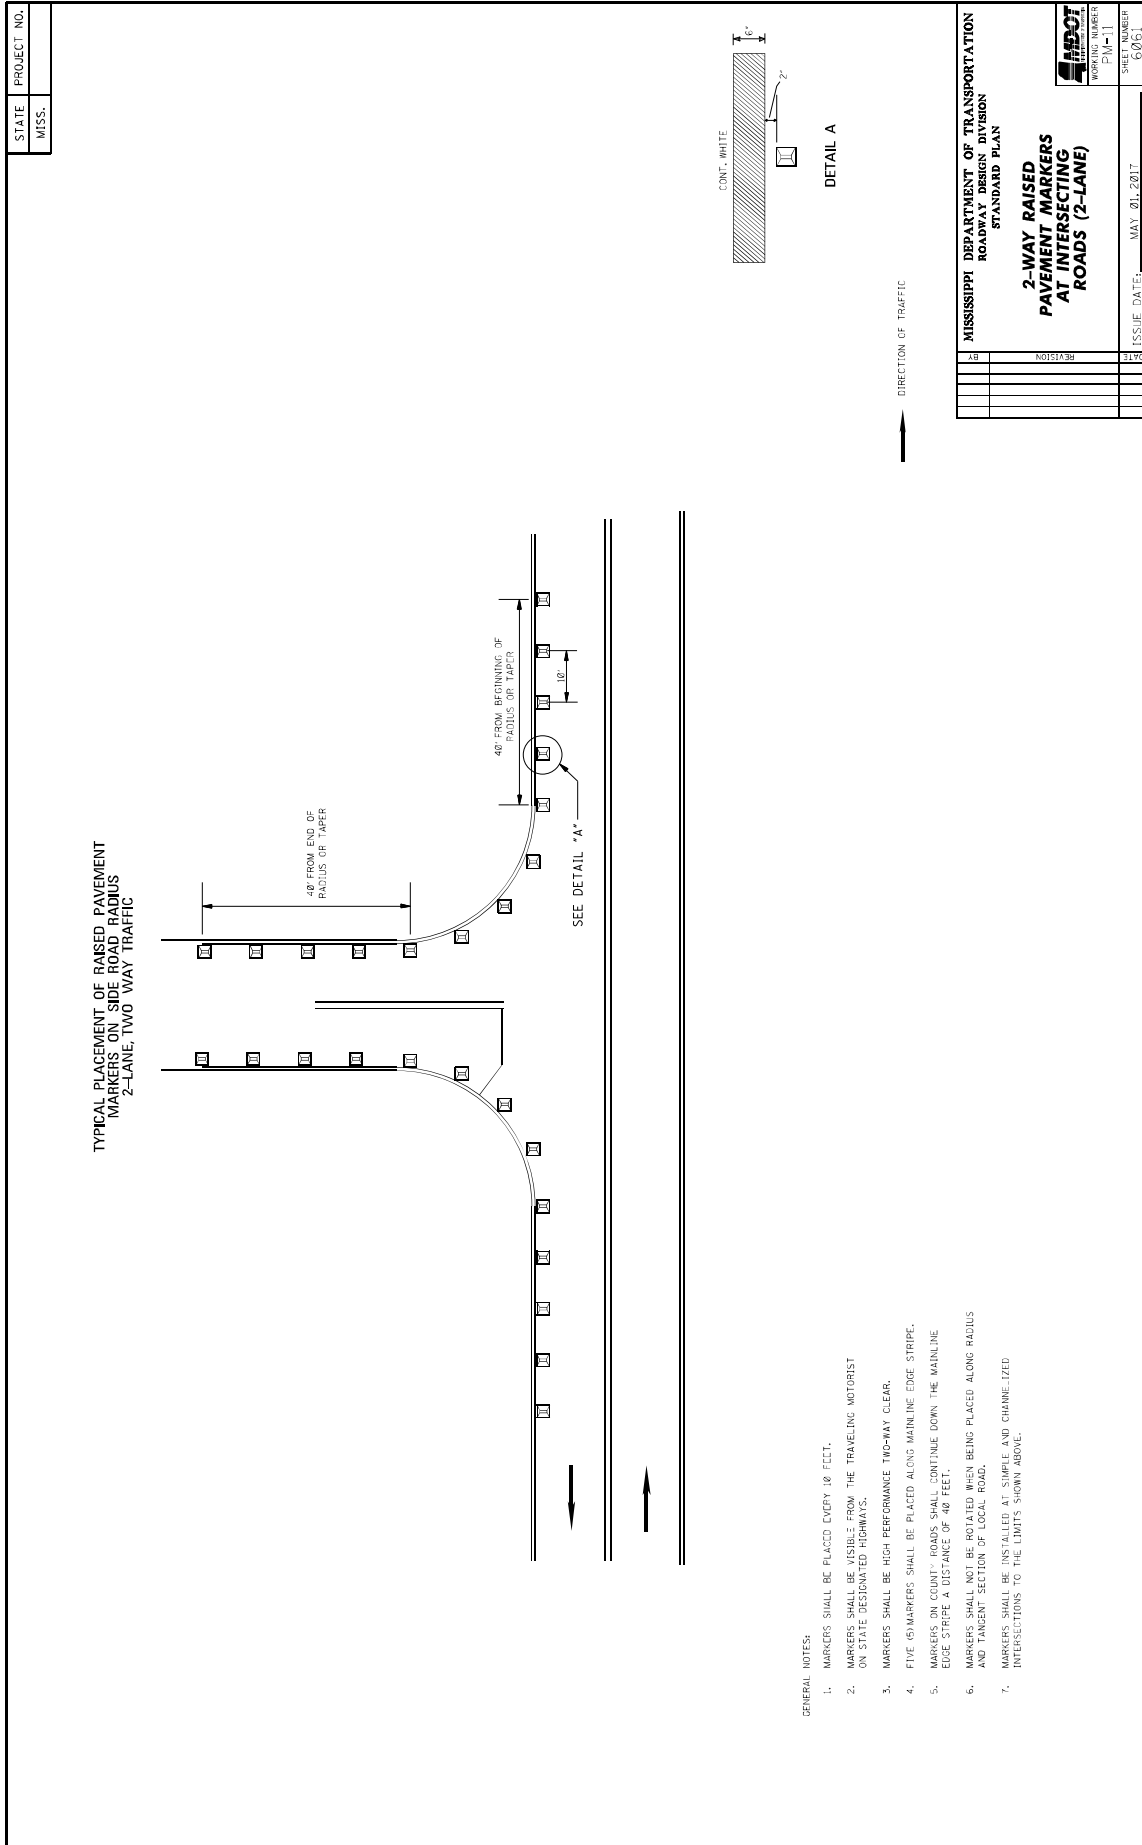 STATE
PROJECT NO.
MISS.
TYPICAL PLACEMENT OF RAISED PAVEMENT
MARKERS ON SIDE ROAD RADIUS
2-LANE, TWO WAY TRAFFIC
40' FROM END OF
RADIUS OR TAPER
40' FROM BEGINNING OF
RADIUS OR TAPER
10'
SEE DETAIL "A"
CONT. WHITE
6"
2"
DETAIL A
DIRECTION OF TRAFFIC
GENERAL NOTES:
1. MARKERS SHALL BE PLACED EVERY 10 FEET.
2. MARKERS SHALL BE VISIBLE FROM THE TRAVELING MOTORIST
ON STATE DESIGNATED HIGHWAYS.
3. MARKERS SHALL BE HIGH PERFORMANCE TWO-WAY CLEAR.
4. FIVE (5) MARKERS SHALL BE PLACED ALONG MAINLINE EDGE STRIPE.
5. MARKERS ON COUNTY ROADS SHALL CONTINUE DOWN THE MAINLINE
EDGE STRIPE A DISTANCE OF 40 FEET.
6. MARKERS SHALL NOT BE ROTATED WHEN BEING PLACED ALONG RADIUS
AND TANGENT SECTION OF LOCAL ROAD.
7. MARKERS SHALL BE INSTALLED AT SIMPLE AND CHANNELIZED
INTERSECTIONS TO THE LIMITS SHOWN ABOVE.
BY
REVISION
DATE
MISSISSIPPI DEPARTMENT OF TRANSPORTATION
ROADWAY DESIGN DIVISION
STANDARD PLAN
2-WAY RAISED
PAVEMENT MARKERS
AT INTERSECTING
ROADS (2-LANE)
ISSUE DATE: MAY 01, 2017
MDOT
WORKING NUMBER
PM-11
SHEET NUMBER
6061